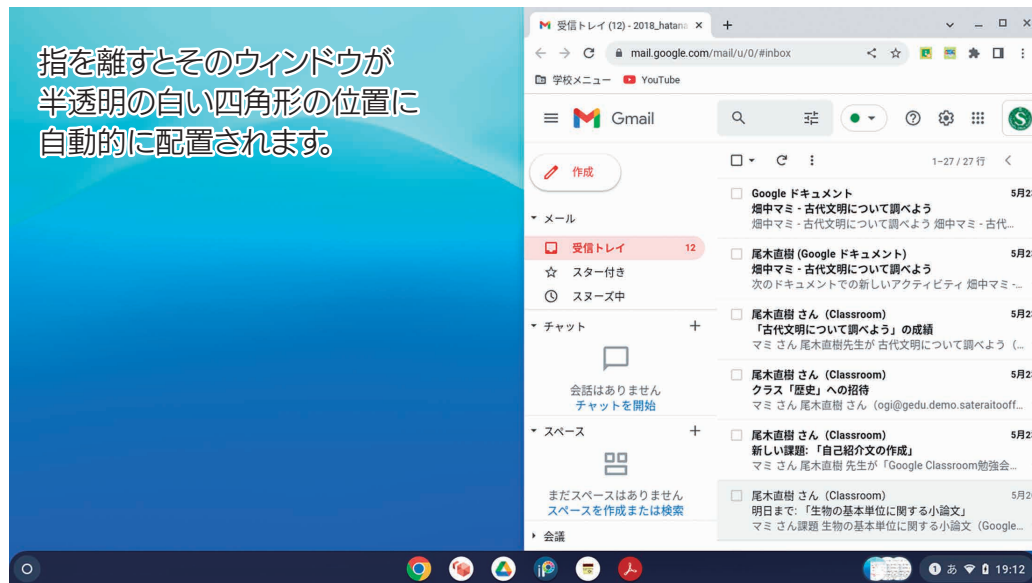 指を離すとそのウィンドウが
半透明の白い四角形の位置に
自動的に配置されます。
受信トレイ (12) - 2018_hatana
mail.google.com/mail/u/0/#inbox
学校メニュー YouTube
Gmail
作成
1–27 / 27 行
メール
受信トレイ 12
スター付き
スヌーズ中
チャット
会話はありません
チャットを開始
スペース
まだスペースはありません
スペースを作成または検索
会議
Google ドキュメント 5月2
畑中マミ - 古代文明について調べよう
畑中マミ - 古代文明について調べよう 畑中マミ - 古代...
尾木直樹 (Google ドキュメント) 5月2
畑中マミ - 古代文明について調べよう
次のドキュメントでの新しいアクティビティ 畑中マミ -...
尾木直樹 さん（Classroom） 5月2
「古代文明について調べよう」の成績
マミ さん 尾木直樹先生が 古代文明について調べよう（...
尾木直樹 さん（Classroom） 5月2
クラス「歴史」への招待
マミ さん 尾木直樹 さん（ogi@gedu.demo.sateraitooff...
尾木直樹 さん（Classroom） 5月2
新しい課題:「自己紹介文の作成」
マミ さん 尾木直樹 先生が「Google Classroom勉強会...
尾木直樹 さん（Classroom） 5月2
明日まで:「生物の基本単位に関する小論文」
マミ さん課題 生物の基本単位に関する小論文（Google...
1 あ 19:12